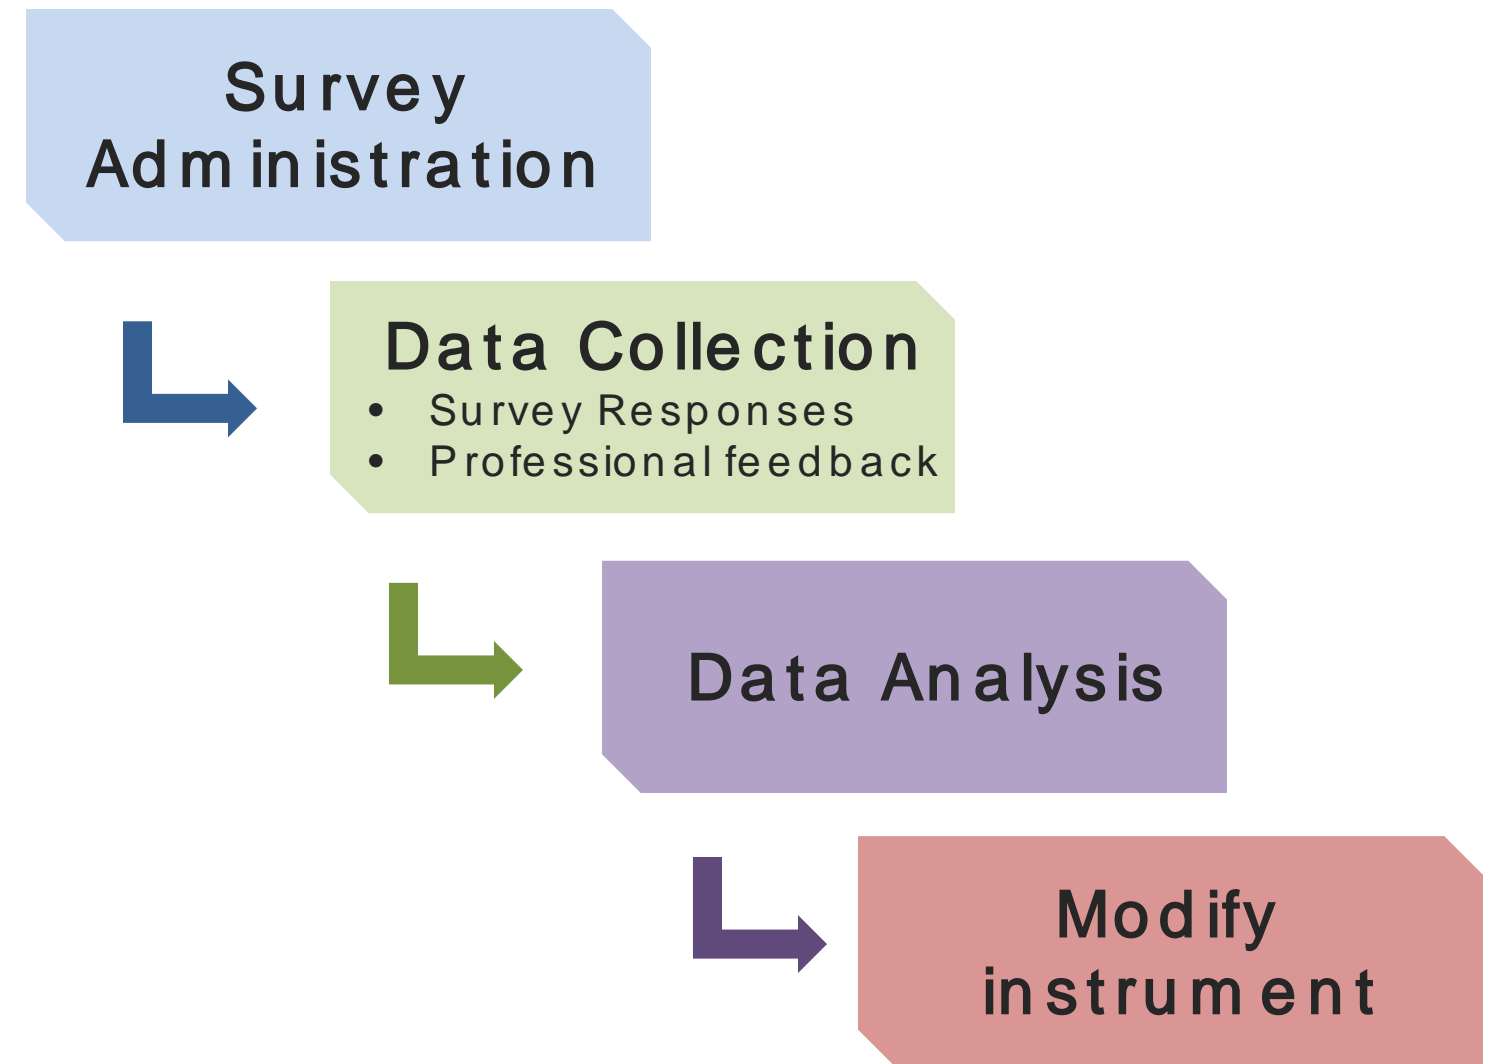 Survey
Administration
Data Collection
• Survey Responses
• Professional feedback
Data Analysis
Modify
instrument